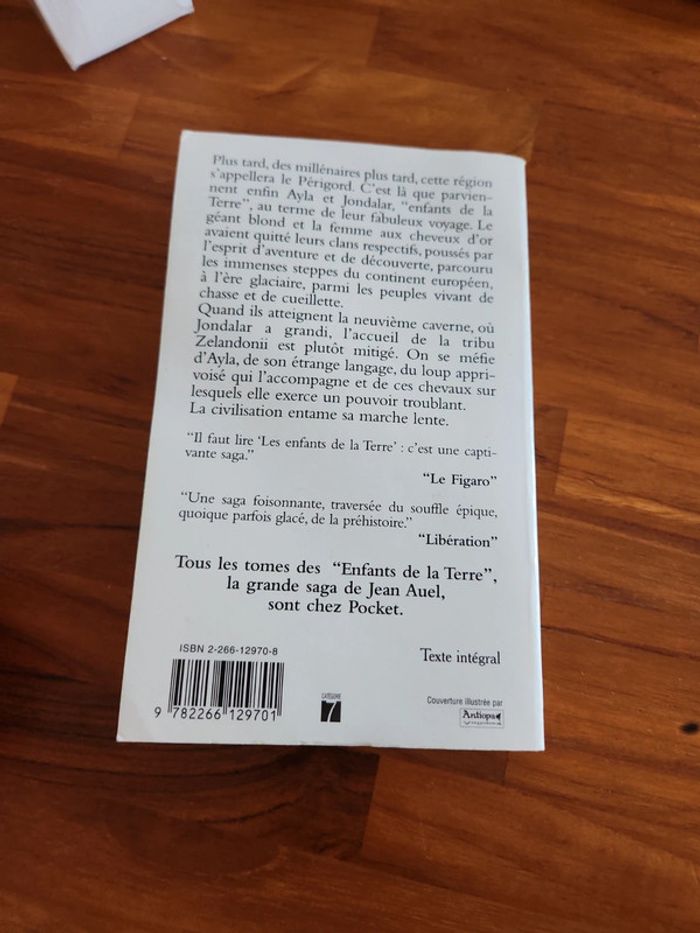 Plus tard, des millénaires plus tard, cette région
s'appellera le Périgord. C'est là que parvien-
nent enfin Ayla et Jondalar, "enfants de la
Terre", au terme de leur fabuleux voyage. Le
géant blond et la femme aux cheveux d'or
avaient quitté leurs clans respectifs, poussés par
l'esprit d'aventure et de découverte, parcouru
les immenses steppes du continent européen,
à l'ère glaciaire, parmi les peuples vivant de
chasse et de cueillette.
Quand ils atteignent la neuvième caverne, où
Jondalar a grandi, l'accueil de la tribu
Zelandonii est plutôt mitigé. On se méfie
d'Ayla, de son étrange langage, du loup appri-
voisé qui l'accompagne et de ces chevaux sur
lesquels elle exerce un pouvoir troublant.
La civilisation entame sa marche lente.
"Il faut lire 'Les enfants de la Terre' : c'est une capti-
vante saga."
"Le Figaro"
"Une saga foisonnante, traversée du souffle épique,
quoique parfois glacé, de la préhistoire."
"Libération"
Tous les tomes des "Enfants de la Terre",
la grande saga de Jean Auel,
sont chez Pocket.
ISBN 2-266-12970-8
Texte intégral
9 782266 129701
CATÉGORIE
7
Couverture illustrée par
Antiopa